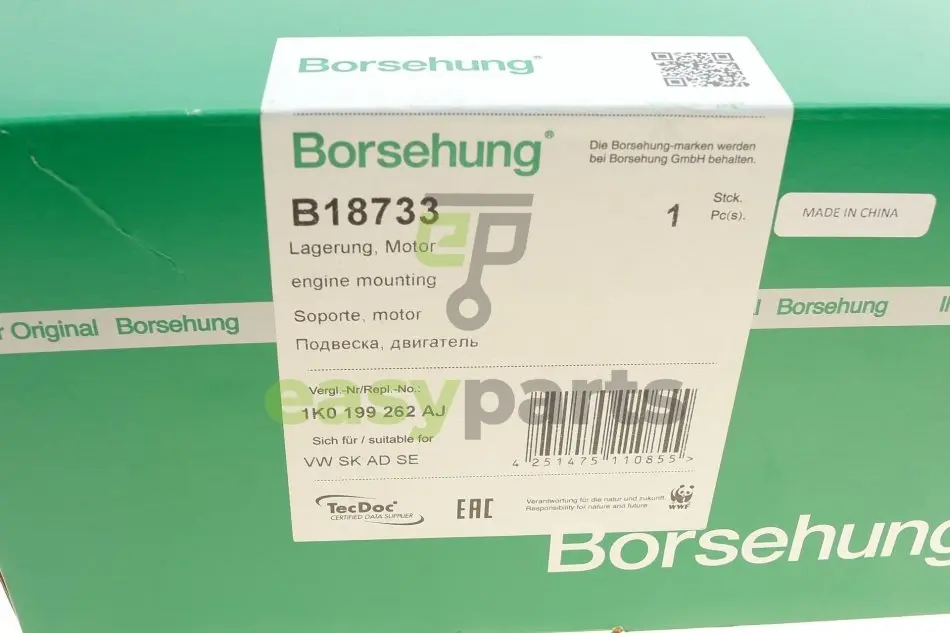 Borsehung®
Borsehung®
Die Borsehung-marken werden
bei Borsehung GmbH behalten.
B18733
1 Stck.
Pc(s).
MADE IN CHINA
Lagerung, Motor
engine mounting
Soporte, motor
Подвеска, двигатель
r Original Borsehung
l Borsehung
Vergl.-Nr/Repl.-No.:
1K0 199 262 AJ
Sich für / suitable for
VW SK AD SE
4 251475 110855 >
TecDoc
CERTIFIED DATA SUPPLIER
EAC
Verantwortung für die natur und zukunft.
Responsibility for nature and future.
WWF
Borsehung
ep
easyparts